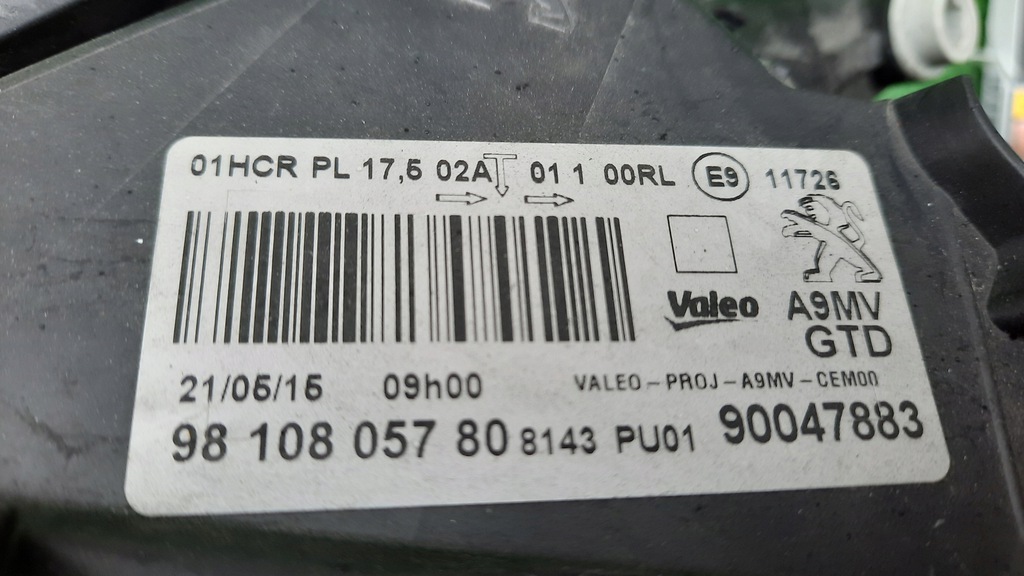 01HCR PL 17,5 02A 01 1 00RL E9 11726
Valeo
A9MV
GTD
21/05/15 09h00 VALEO-PROJ-A9MV-CEM00
98 108 057 80 8143 PU01 90047883